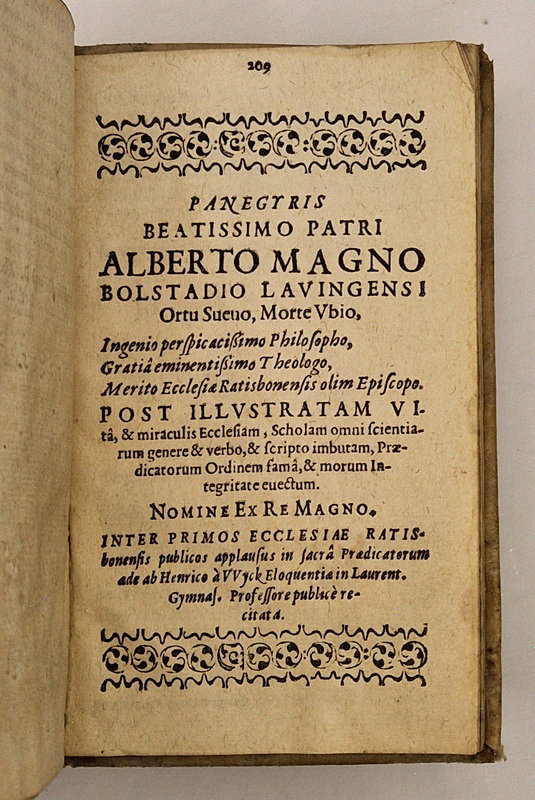 209
PANEGYRIS
BEATISSIMO PATRI
ALBERTO MAGNO
BOLSTADIO LAVINGENSI
Ortu Sueuo, Morte Vbio,
Ingenio perſpicacißimo Philoſopho,
Gratiâ eminentißimo Theologo,
Merito Eccleſiæ Ratisbonenſis olim Epiſcopo.
POST ILLVSTRATAM VI-
tâ, & miraculis Eccleſiam, Scholam omni ſcientia-
rum genere & verbo, & ſcripto imbutam, Præ-
dicatorum Ordinem famâ, & morum In-
tegritate euectum.
NOMINE EX RE MAGNO.
INTER PRIMOS ECCLESIAE RATIS-
bonenſis publicos applauſus in ſacrâ Prædicatorum
æde ab Henrico à VVyck Eloquentiæ in Laurent.
Gymnaſ. Profeſſore publicè re-
citata.